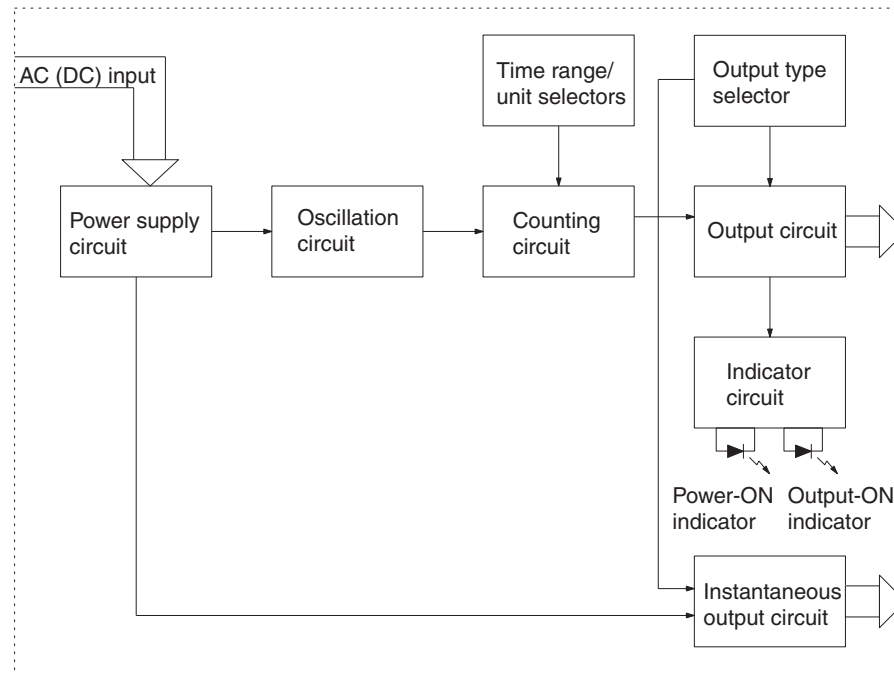 AC (DC) input
Time range/
unit selectors
Output type
selector
Power supply
circuit
Oscillation
circuit
Counting
circuit
Output circuit
Indicator
circuit
Power-ON
indicator
Output-ON
indicator
Instantaneous
output circuit